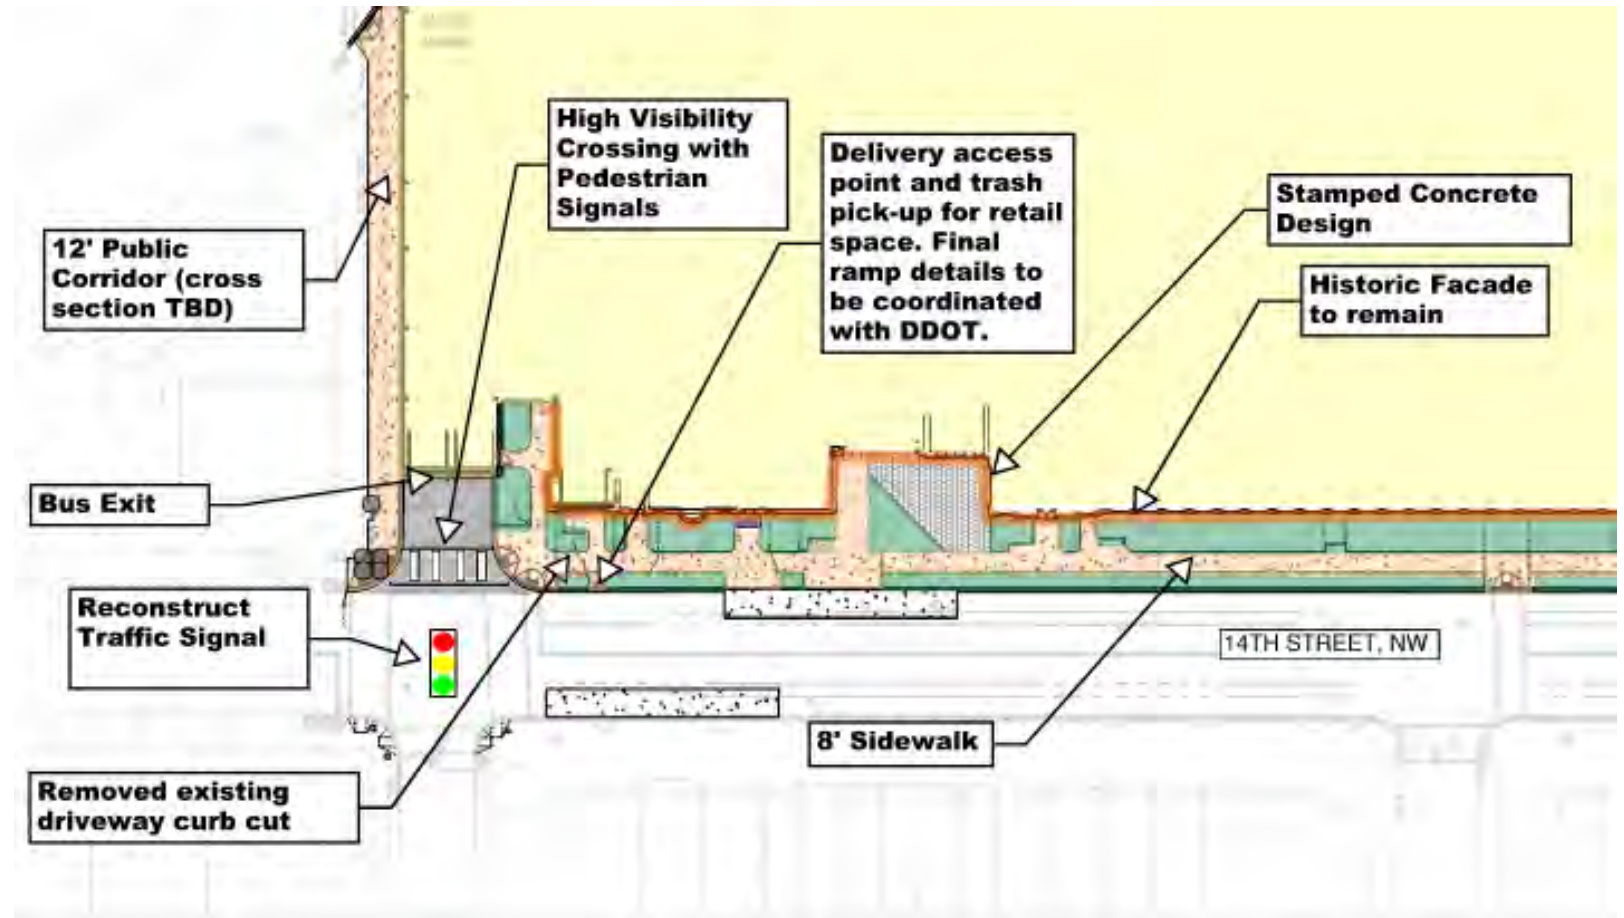 High Visibility
Crossing with
Pedestrian
Signals
Delivery access
point and trash
pick-up for retail
space. Final
ramp details to
be coordinated
with DDOT.
Stamped Concrete
Design
12' Public
Corridor (cross
section TBD)
Historic Facade
to remain
Bus Exit
Reconstruct
Traffic Signal
14TH STREET, NW
8' Sidewalk
Removed existing
driveway curb cut